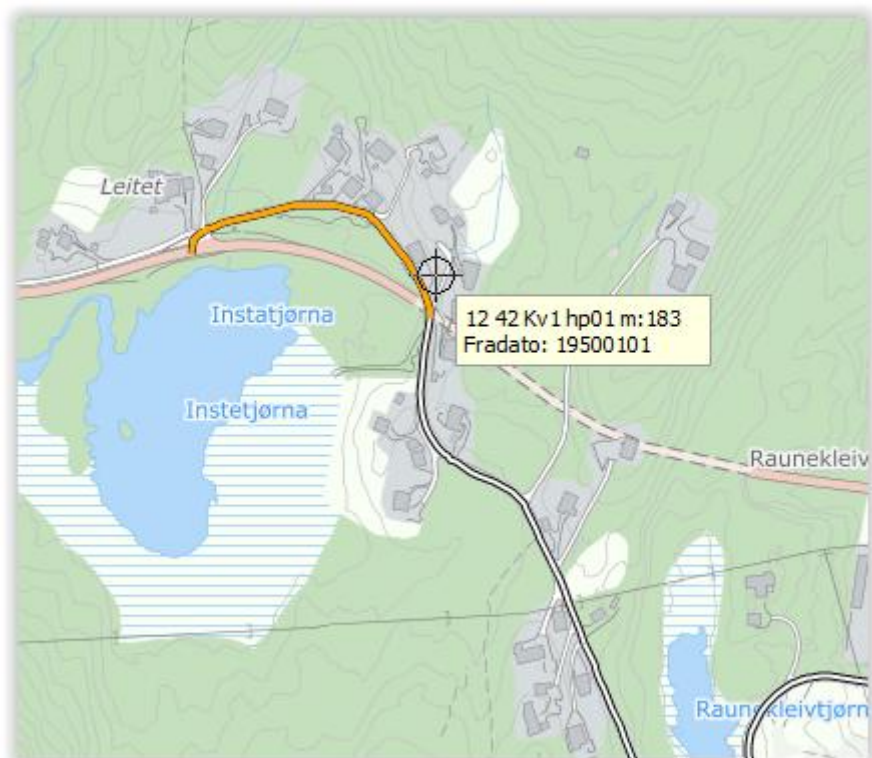 Leitet
Instatjørna
12 42 Kv1 hp01 m:183
Fradato: 19500101
Instetjørna
Raunekleiv
Raunekleivtjørn